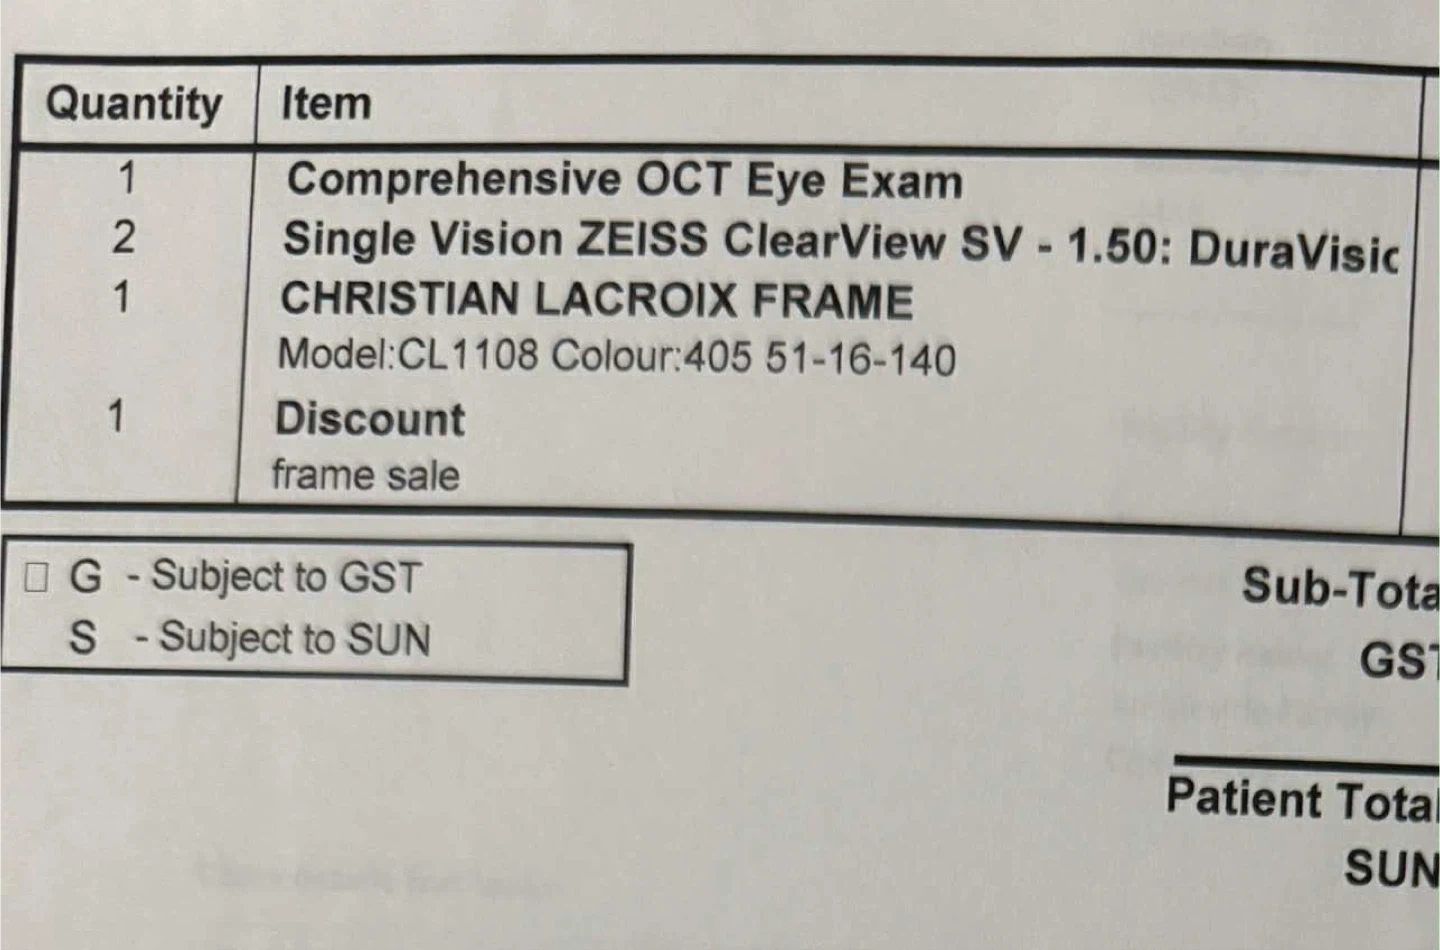 Quantity Item
1 Comprehensive OCT Eye Exam
2 Single Vision ZEISS ClearView SV - 1.50: DuraVisic
1 CHRISTIAN LACROIX FRAME
Model:CL1108 Colour:405 51-16-140
1 Discount
frame sale
G - Subject to GST
S - Subject to SUN
Sub-Tota
GST
Patient Total
SUN